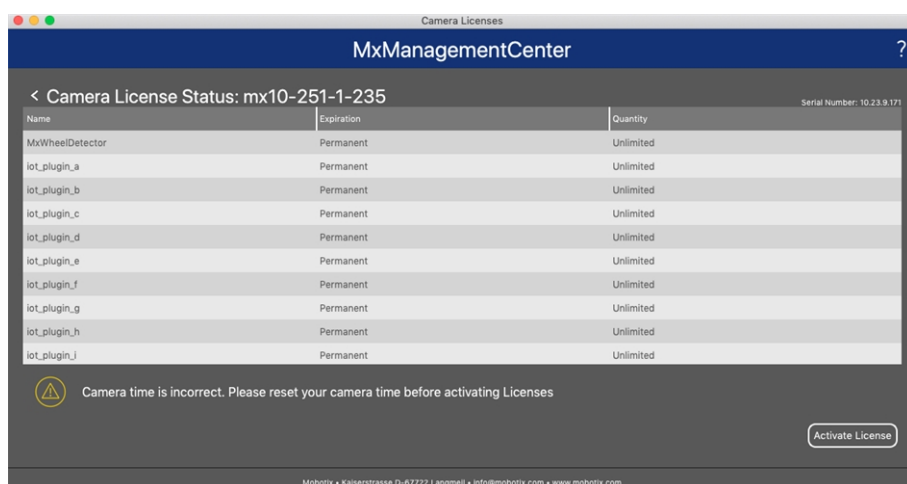 Camera Licenses
MxManagementCenter ?
< Camera License Status: mx10-251-1-235
Serial Number: 10.23.9.171
Name Expiration Quantity
MxWheelDetector Permanent Unlimited
iot_plugin_a Permanent Unlimited
iot_plugin_b Permanent Unlimited
iot_plugin_c Permanent Unlimited
iot_plugin_d Permanent Unlimited
iot_plugin_e Permanent Unlimited
iot_plugin_f Permanent Unlimited
iot_plugin_g Permanent Unlimited
iot_plugin_h Permanent Unlimited
iot_plugin_i Permanent Unlimited
Camera time is incorrect. Please reset your camera time before activating Licenses
Activate License
Mobotix • Kaiserstrasse D-67722 Langmeil • info@mobotix.com • www.mobotix.com